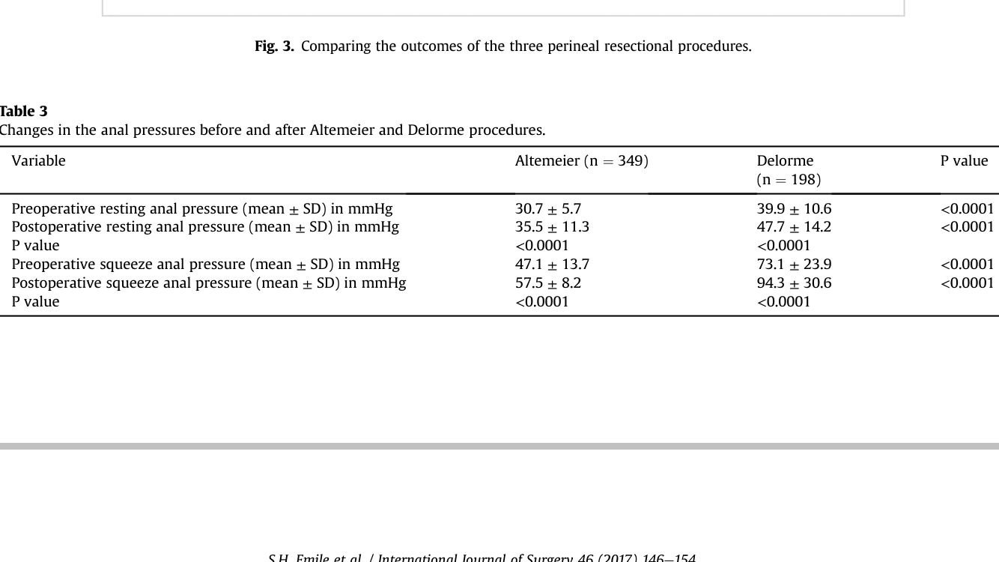 Fig. 3. Comparing the outcomes of the three perineal resectional procedures.
Table 3
Changes in the anal pressures before and after Altemeier and Delorme procedures.
Variable Altemeier (n = 349) Delorme P value
(n = 198)
Preoperative resting anal pressure (mean ± SD) in mmHg 30.7 ± 5.7 39.9 ± 10.6 <0.0001
Postoperative resting anal pressure (mean ± SD) in mmHg 35.5 ± 11.3 47.7 ± 14.2 <0.0001
P value <0.0001 <0.0001
Preoperative squeeze anal pressure (mean ± SD) in mmHg 47.1 ± 13.7 73.1 ± 23.9 <0.0001
Postoperative squeeze anal pressure (mean ± SD) in mmHg 57.5 ± 8.2 94.3 ± 30.6 <0.0001
P value <0.0001 <0.0001
S.H. Emile et al. / International Journal of Surgery 46 (2017) 146–154